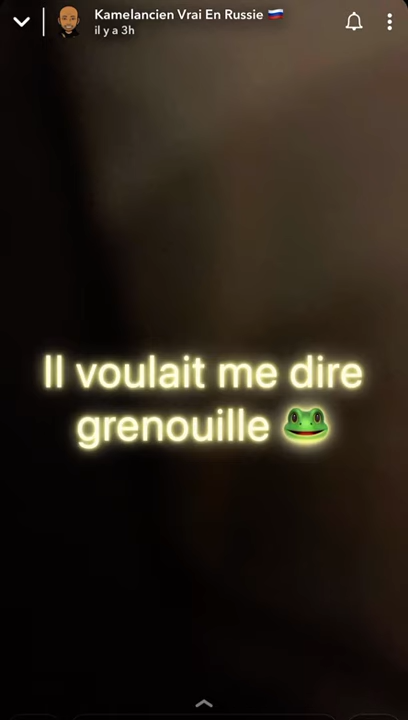 Kamelancien Vrai En Russie 🇷🇺
il y a 3h
Il voulait me dire
grenouille 🐸